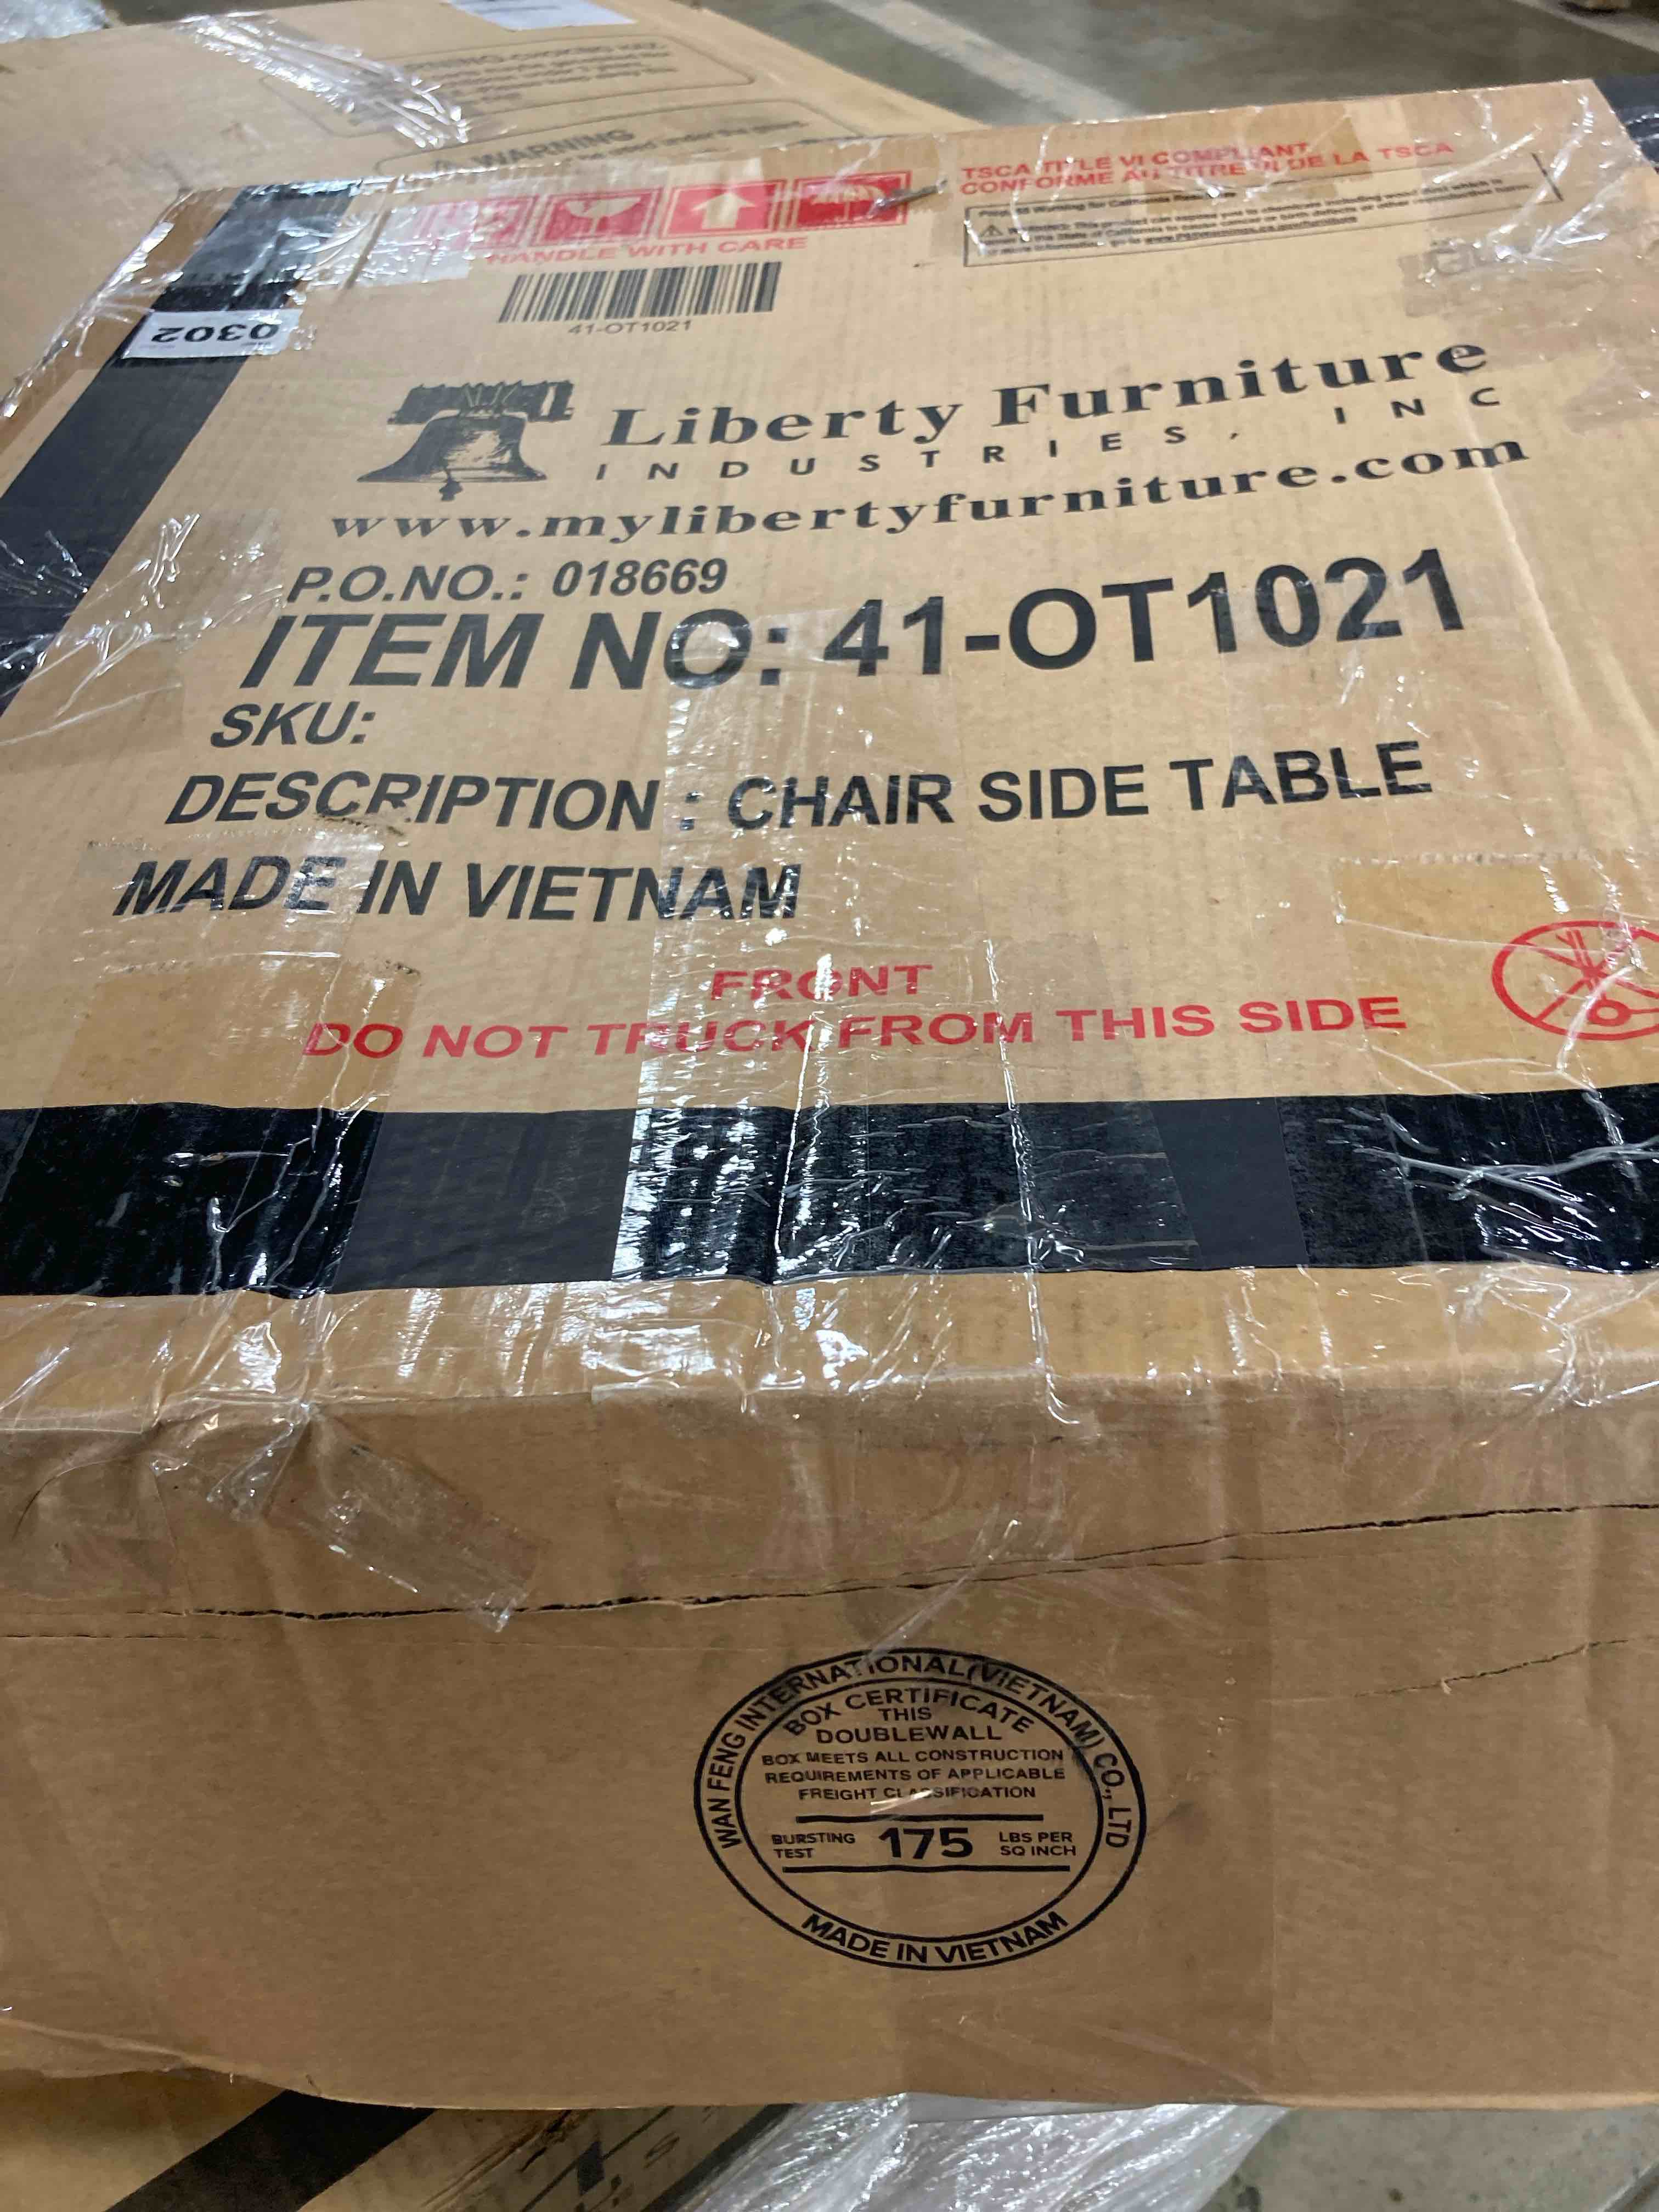 WARNING
TSCA TITLE VI COMPLIANT
CONFORME AU TITRE VI DE LA TSCA
HANDLE WITH CARE
41-OT1021
0302
Liberty Furniture
INDUSTRIES, INC
www.mylibertyfurniture.com
P.O.NO.: 018669
ITEM NO: 41-OT1021
SKU:
DESCRIPTION : CHAIR SIDE TABLE
MADE IN VIETNAM
FRONT
DO NOT TRUCK FROM THIS SIDE
WAN FENG INTERNATIONAL(VIETNAM) CO., LTD
BOX CERTIFICATE
THIS
DOUBLEWALL
BOX MEETS ALL CONSTRUCTION
REQUIREMENTS OF APPLICABLE
FREIGHT CLASSIFICATION
BURSTING TEST 175 LBS PER SQ INCH
MADE IN VIETNAM